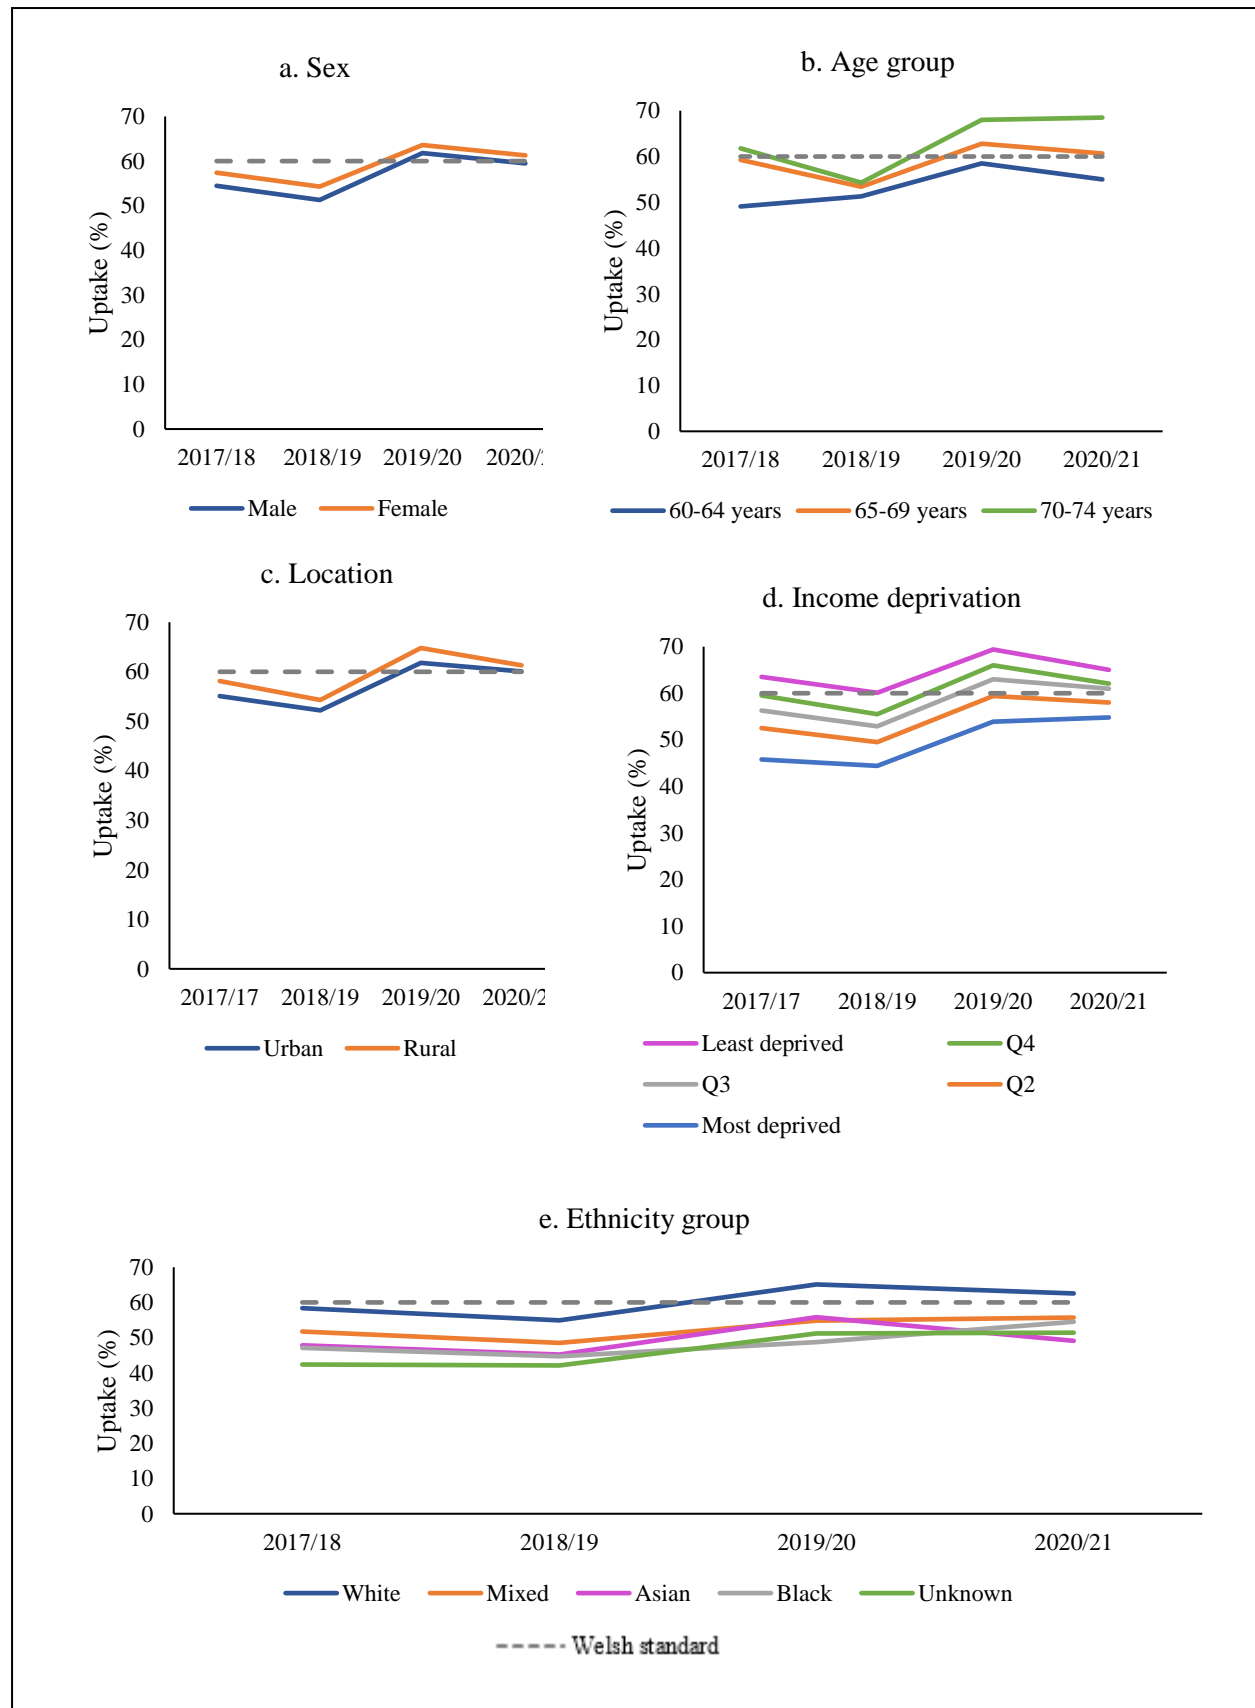 a. Sex
70
60
50
40
30
20
10
0
Uptake (%)
2017/18 2018/19 2019/20 2020/2
Male Female
b. Age group
70
60
50
40
30
20
10
0
Uptake (%)
2017/18 2018/19 2019/20 2020/21
60-64 years 65-69 years 70-74 years
c. Location
70
60
50
40
30
20
10
0
Uptake (%)
2017/17 2018/19 2019/20 2020/2
Urban Rural
d. Income deprivation
70
60
50
40
30
20
10
0
Uptake (%)
2017/17 2018/19 2019/20 2020/21
Least deprived Q4
Q3 Q2
Most deprived
e. Ethnicity group
70
60
50
40
30
20
10
0
Uptake (%)
2017/18 2018/19 2019/20 2020/21
White Mixed Asian Black Unknown
Welsh standard